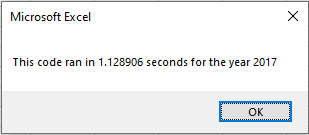 Microsoft Excel
This code ran in 1.128906 seconds for the year 2017
OK